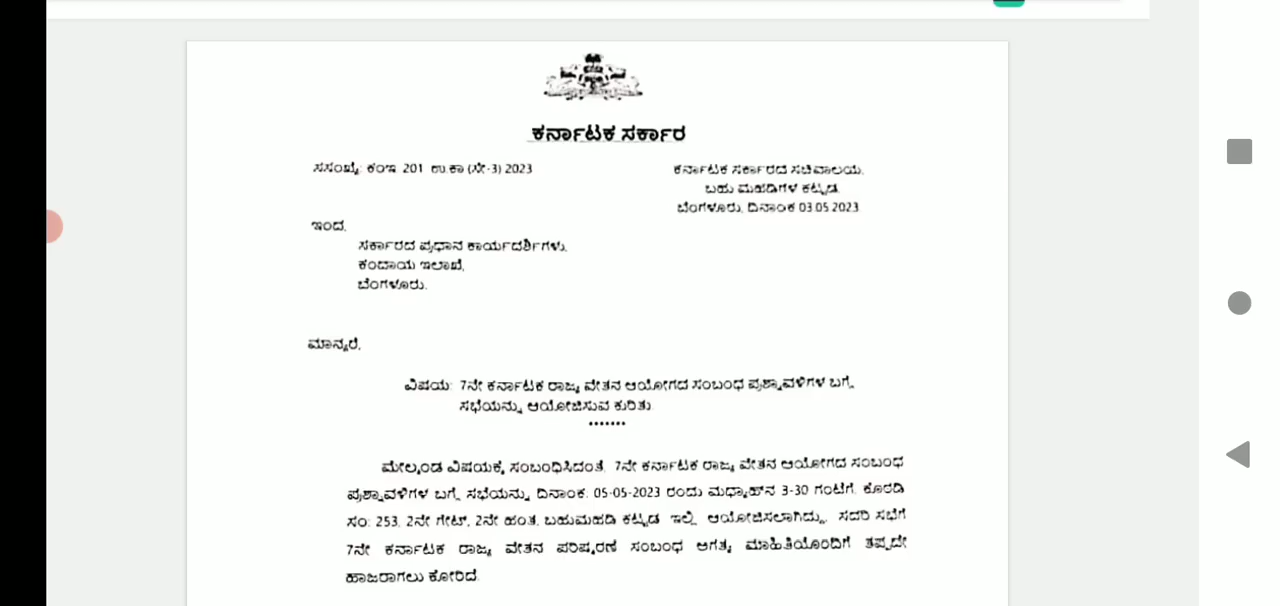 ಕರ್ನಾಟಕ ಸರ್ಕಾರ
ಸಸಂಖ್ಯೆ: ಕಂಇ 201 ಉ.ಕಾ (ಸೇ-3) 2023
ಕರ್ನಾಟಕ ಸರ್ಕಾರದ ಸಚಿವಾಲಯ,
ಬಹು ಮಹಡಿಗಳ ಕಟ್ಟಡ
ಬೆಂಗಳೂರು, ದಿನಾಂಕ 03.05.2023
ಇಂದ,
ಸರ್ಕಾರದ ಪ್ರಧಾನ ಕಾರ್ಯದರ್ಶಿಗಳು,
ಕಂದಾಯ ಇಲಾಖೆ,
ಬೆಂಗಳೂರು.
ಮಾನ್ಯರೆ,
ವಿಷಯ: 7ನೇ ಕರ್ನಾಟಕ ರಾಜ್ಯ ವೇತನ ಆಯೋಗದ ಸಂಬಂಧ ಪ್ರಶ್ನಾವಳಿಗಳ ಬಗ್ಗೆ
ಸಭೆಯನ್ನು ಆಯೋಜಿಸುವ ಕುರಿತು.
*******
ಮೇಲ್ಕಂಡ ವಿಷಯಕ್ಕೆ ಸಂಬಂಧಿಸಿದಂತೆ, 7ನೇ ಕರ್ನಾಟಕ ರಾಜ್ಯ ವೇತನ ಆಯೋಗದ ಸಂಬಂಧ
ಪ್ರಶ್ನಾವಳಿಗಳ ಬಗ್ಗೆ ಸಭೆಯನ್ನು ದಿನಾಂಕ. 05-05-2023 ರಂದು ಮಧ್ಯಾಹ್ನ 3-30 ಗಂಟೆಗೆ, ಕೊಠಡಿ
ಸಂ: 253, 2ನೇ ಗೇಟ್, 2ನೇ ಹಂತ, ಬಹುಮಹಡಿ ಕಟ್ಟಡ ಇಲ್ಲಿ ಆಯೋಜಿಸಲಾಗಿದ್ದು, ಸದರಿ ಸಭೆಗೆ
7ನೇ ಕರ್ನಾಟಕ ರಾಜ್ಯ ವೇತನ ಪರಿಷ್ಕರಣೆ ಸಂಬಂಧ ಅಗತ್ಯ ಮಾಹಿತಿಯೊಂದಿಗೆ ತಪ್ಪದೇ
ಹಾಜರಾಗಲು ಕೋರಿದೆ.